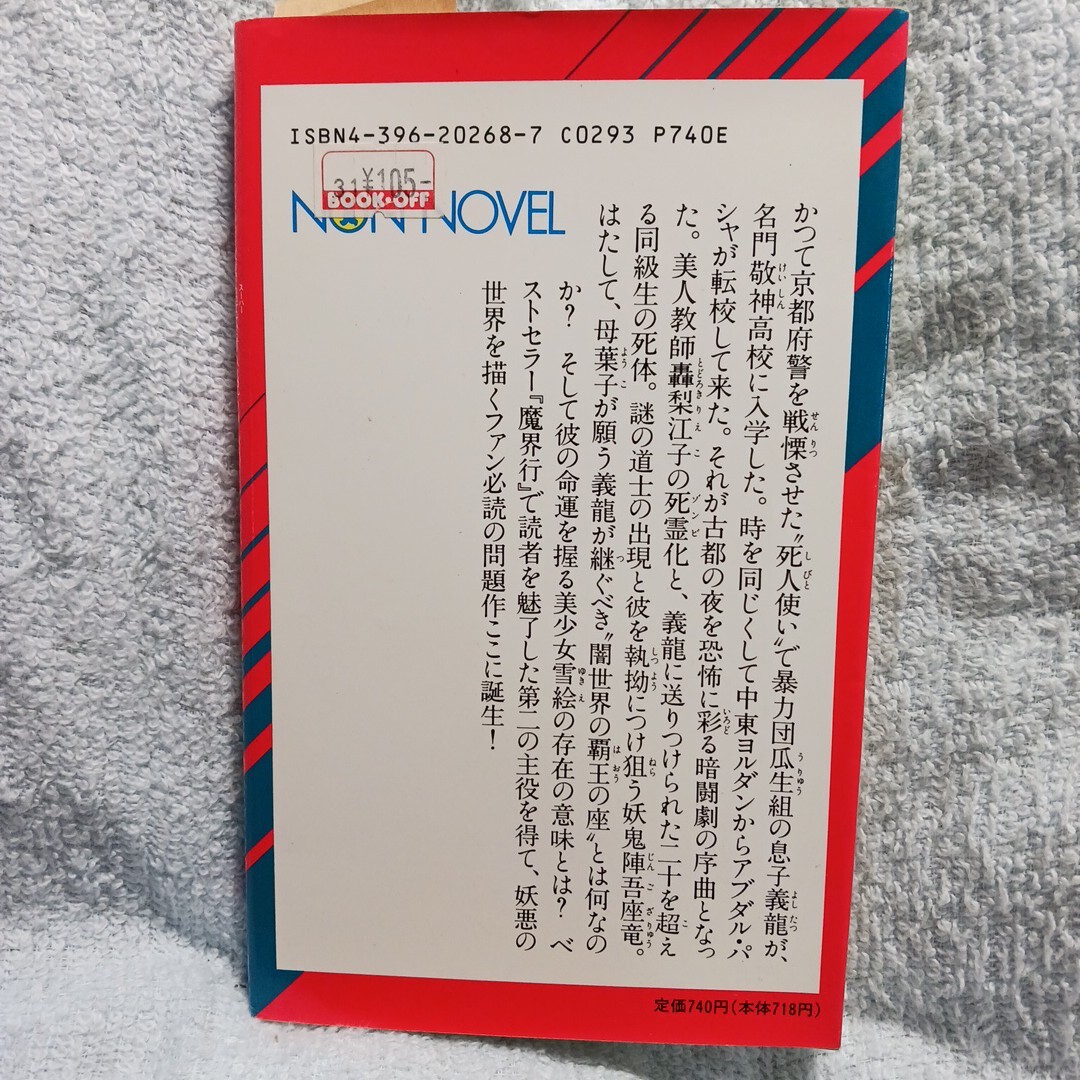 ISBN4-396-20268-7 C0293 P740E
31¥105-
BOOK・OFF
NON NOVEL
かつて京都府警を戦慄させた〝死人使い〟で暴力団瓜生組の息子義龍が、
名門敬神高校に入学した。時を同じくして中東ヨルダンからアブダル・パ
シャが転校して来た。それが古都の夜を恐怖に彩る暗闘劇の序曲となっ
た。美人教師轟梨江子の死霊化と、義龍に送りつけられた二十を超え
る同級生の死体。謎の道士の出現と彼を執拗につけ狙う妖鬼陣吾座竜。
はたして、母葉子が願う義龍が継ぐべき〝闇世界の覇王の座〟とは何なの
か？　そして彼の命運を握る美少女雪絵の存在の意味とは？　ベ
ストセラー『魔界行』で読者を魅了した第二の主役を得て、妖悪の
世界を描くファン必読の問題作ここに誕生！
定価740円(本体718円)